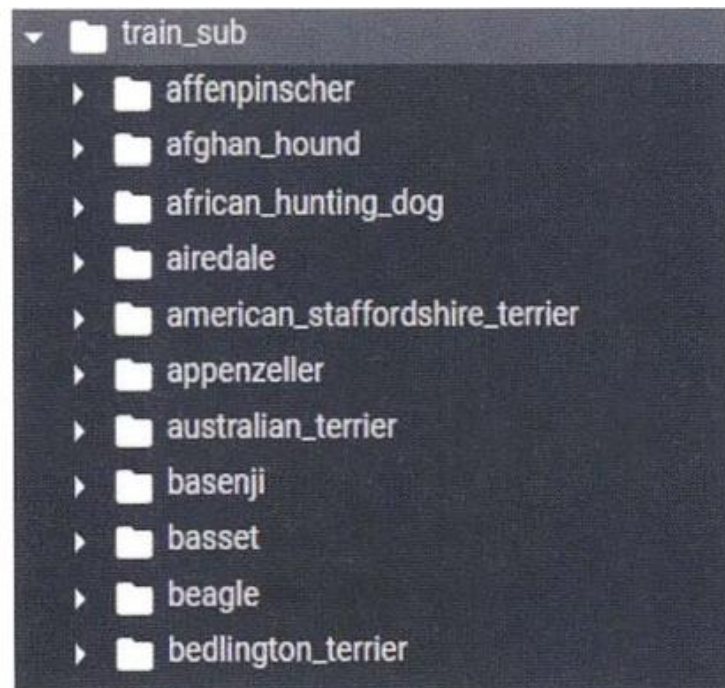 train_sub
affenpinscher
afghan_hound
african_hunting_dog
airedale
american_staffordshire_terrier
appenzeller
australian_terrier
basenji
basset
beagle
bedlington_terrier